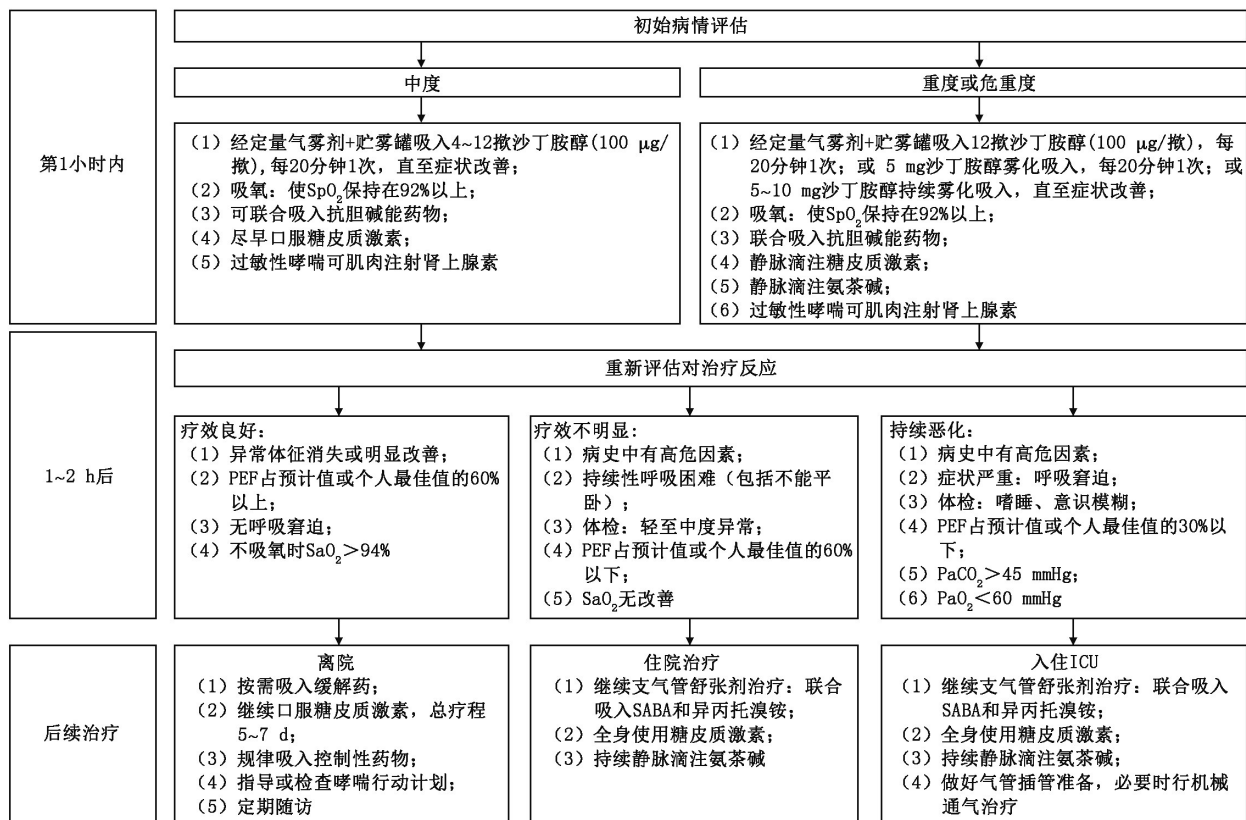 初始病情评估
第1小时内
中度
(1) 经定量气雾剂+贮雾罐吸入4~12揿沙丁胺醇(100 μg/
揿),每20分钟1次，直至症状改善；
(2) 吸氧：使SpO₂保持在92%以上；
(3) 可联合吸入抗胆碱能药物；
(4) 尽早口服糖皮质激素；
(5) 过敏性哮喘可肌肉注射肾上腺素
重度或危重度
(1) 经定量气雾剂+贮雾罐吸入12揿沙丁胺醇(100 μg/揿)，每
20分钟1次；或 5 mg沙丁胺醇雾化吸入，每20分钟1次；或
5~10 mg沙丁胺醇持续雾化吸入，直至症状改善；
(2) 吸氧：使SpO₂保持在92%以上；
(3) 联合吸入抗胆碱能药物；
(4) 静脉滴注糖皮质激素；
(5) 静脉滴注氨茶碱；
(6) 过敏性哮喘可肌肉注射肾上腺素
重新评估对治疗反应
1~2 h后
疗效良好：
(1) 异常体征消失或明显改善；
(2) PEF占预计值或个人最佳值的60%
以上；
(3) 无呼吸窘迫；
(4) 不吸氧时SaO₂＞94%
疗效不明显:
(1) 病史中有高危因素；
(2) 持续性呼吸困难（包括不能平
卧）；
(3) 体检：轻至中度异常；
(4) PEF占预计值或个人最佳值的60%
以下；
(5) SaO₂无改善
持续恶化：
(1) 病史中有高危因素；
(2) 症状严重：呼吸窘迫；
(3) 体检：嗜睡、意识模糊；
(4) PEF占预计值或个人最佳值的30%以
下；
(5) PaCO₂＞45 mmHg；
(6) PaO₂＜60 mmHg
后续治疗
离院
(1) 按需吸入缓解药；
(2) 继续口服糖皮质激素，总疗程
5~7 d；
(3) 规律吸入控制性药物；
(4) 指导或检查哮喘行动计划；
(5) 定期随访
住院治疗
(1) 继续支气管舒张剂治疗：联合
吸入SABA和异丙托溴铵；
(2) 全身使用糖皮质激素；
(3) 持续静脉滴注氨茶碱
入住ICU
(1) 继续支气管舒张剂治疗：联合吸入
SABA和异丙托溴铵；
(2) 全身使用糖皮质激素；
(3) 持续静脉滴注氨茶碱；
(4) 做好气管插管准备，必要时行机械
通气治疗